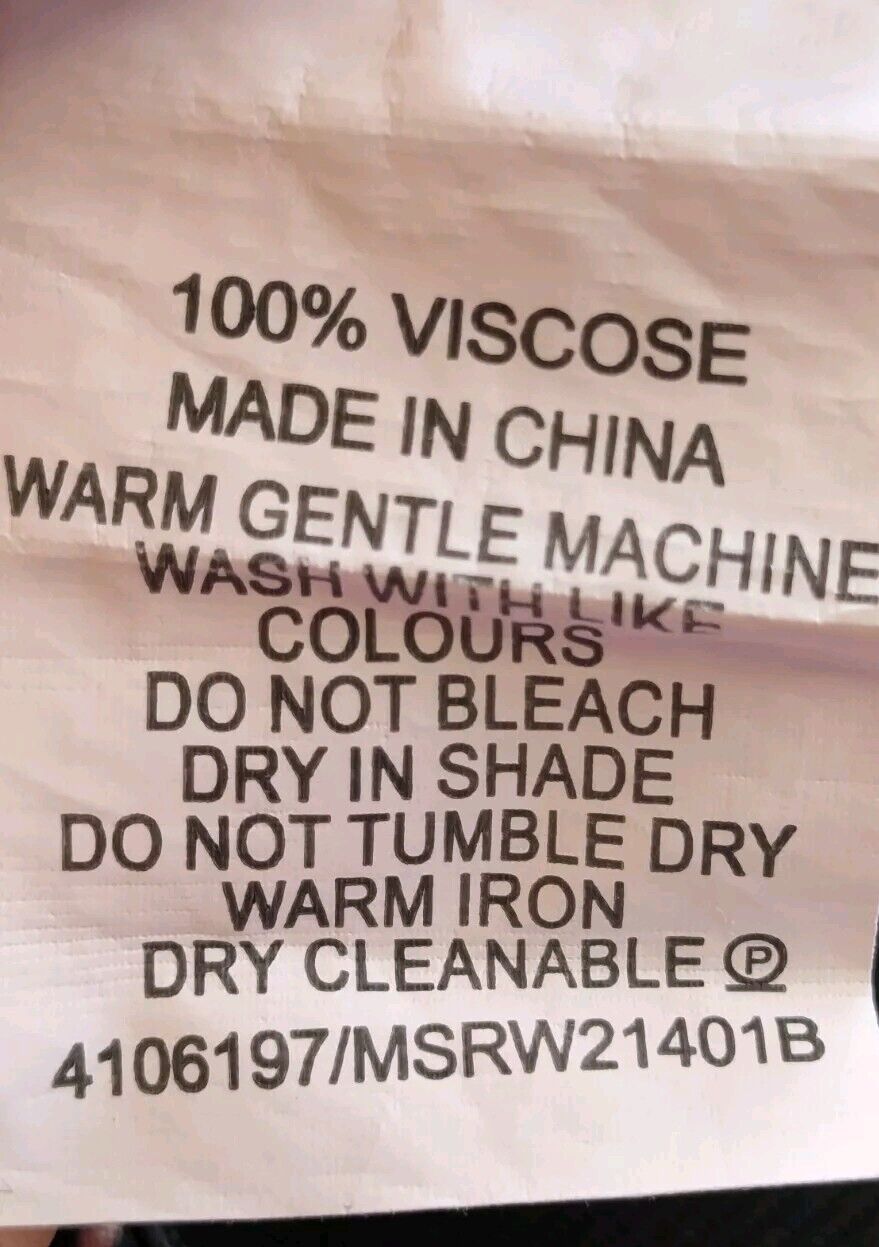 100% VISCOSE
MADE IN CHINA
WARM GENTLE MACHINE
WASH WITH LIKE
COLOURS
DO NOT BLEACH
DRY IN SHADE
DO NOT TUMBLE DRY
WARM IRON
DRY CLEANABLE Ⓟ
4106197/MSRW21401B